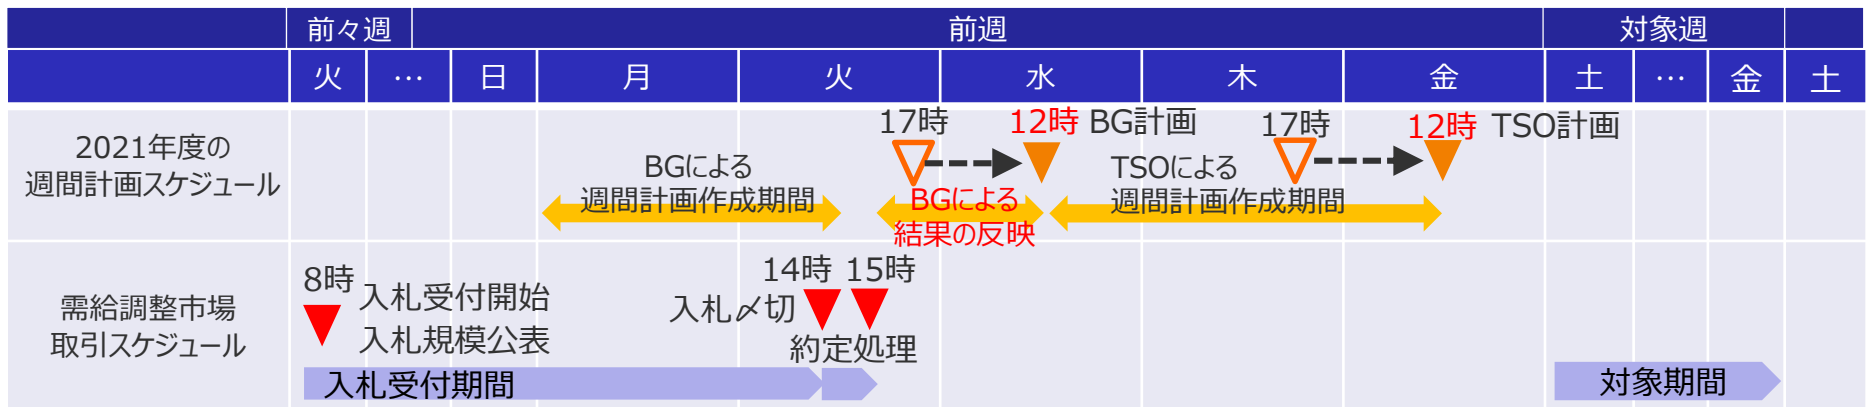 前々週 前週 対象週
火 … 日 月 火 水 木 金 土 … 金 土
2021年度の
週間計画スケジュール
17時 12時 BG計画 17時 12時 TSO計画
BGによる
週間計画作成期間
BGによる
結果の反映
TSOによる
週間計画作成期間
需給調整市場
取引スケジュール
8時
入札受付開始
入札規模公表
14時 15時
入札〆切
約定処理
入札受付期間
対象期間